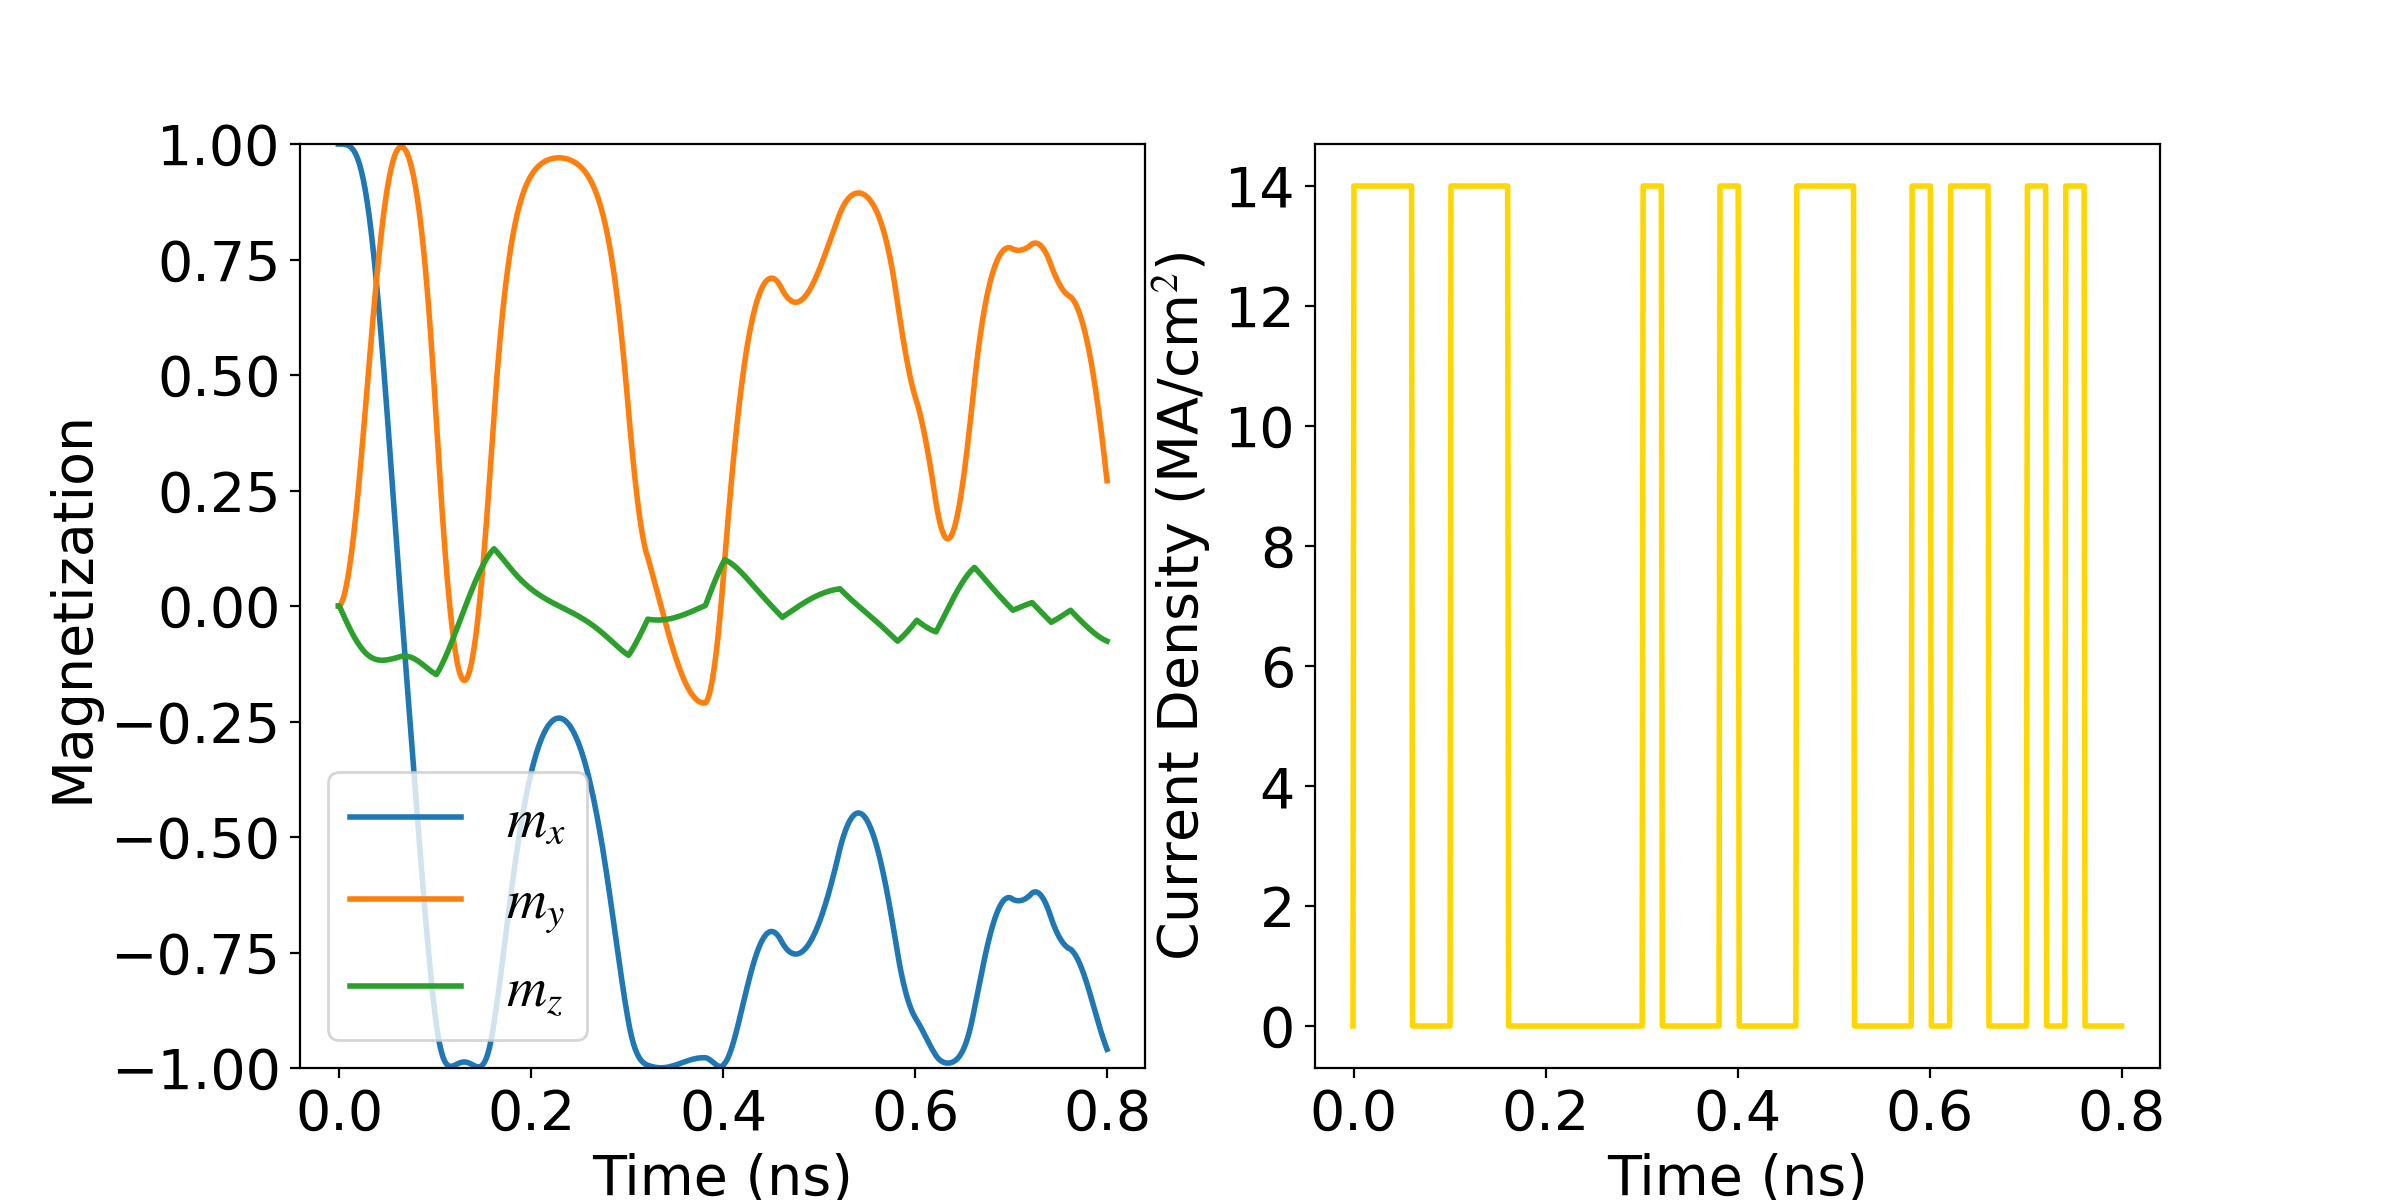 1.00
0.75
0.50
0.25
0.00
−0.25
−0.50
−0.75
−1.00
Magnetization
m_x
m_y
m_z
0.0 0.2 0.4 0.6 0.8
Time (ns)
14
12
10
8
6
4
2
0
Current Density (MA/cm²)
0.0 0.2 0.4 0.6 0.8
Time (ns)